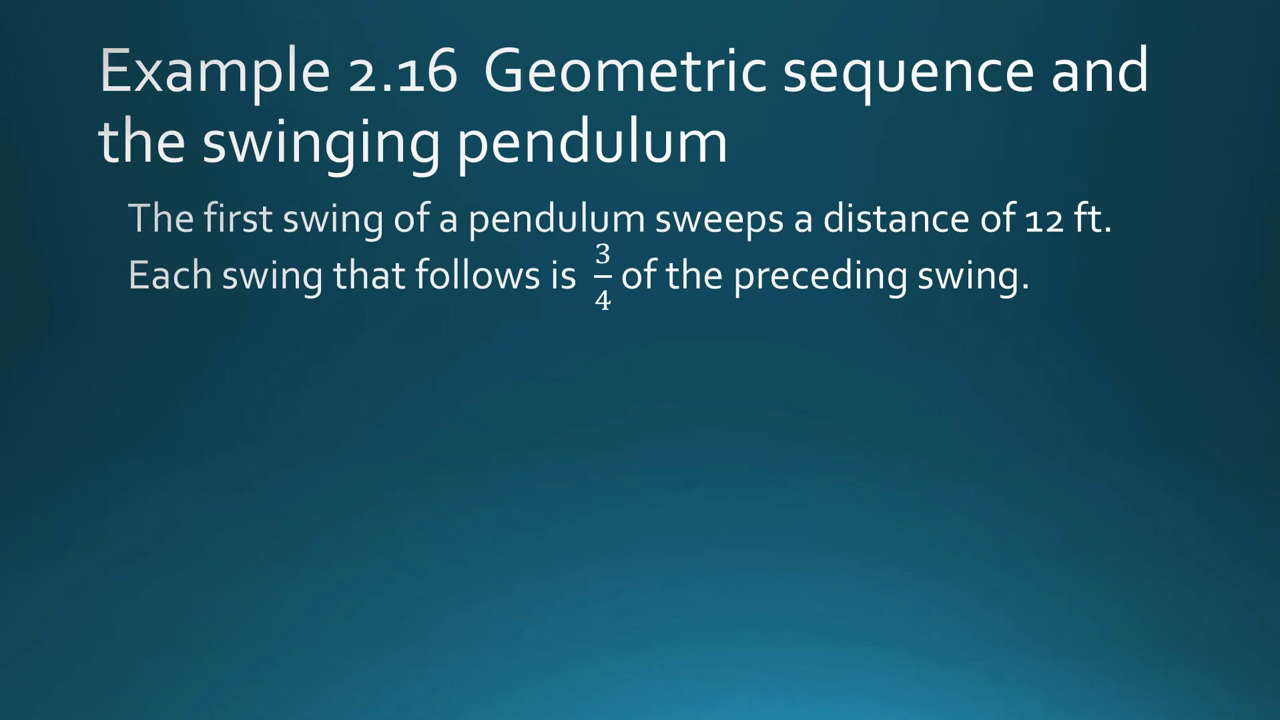 Example 2.16 Geometric sequence and
the swinging pendulum
The first swing of a pendulum sweeps a distance of 12 ft.
Each swing that follows is 3/4 of the preceding swing.